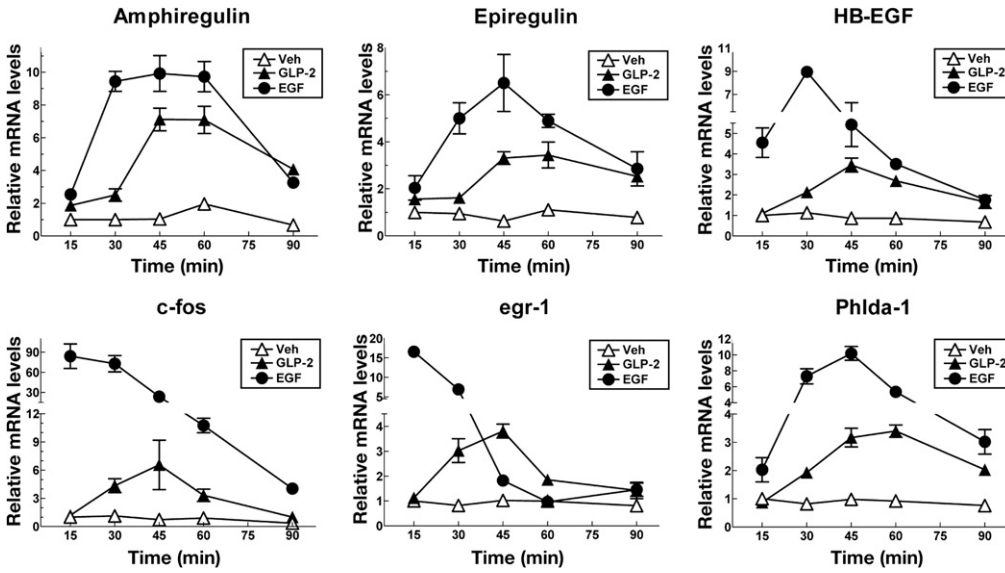 Amphiregulin
Relative mRNA levels
10
8
6
4
2
0
Veh
GLP-2
EGF
15 30 45 60 75 90
Time (min)
Epiregulin
Relative mRNA levels
8
6
4
2
0
Veh
GLP-2
EGF
15 30 45 60 75 90
Time (min)
HB-EGF
Relative mRNA levels
11
9
7
5
4
3
2
1
0
Veh
GLP-2
EGF
15 30 45 60 75 90
Time (min)
c-fos
Relative mRNA levels
90
60
30
12
9
6
3
0
Veh
GLP-2
EGF
15 30 45 60 75 90
Time (min)
egr-1
Relative mRNA levels
20
15
10
5
4
3
2
1
0
Veh
GLP-2
EGF
15 30 45 60 75 90
Time (min)
Phlda-1
Relative mRNA levels
12
10
8
6
4
4
3
2
1
0
Veh
GLP-2
EGF
15 30 45 60 75 90
Time (min)